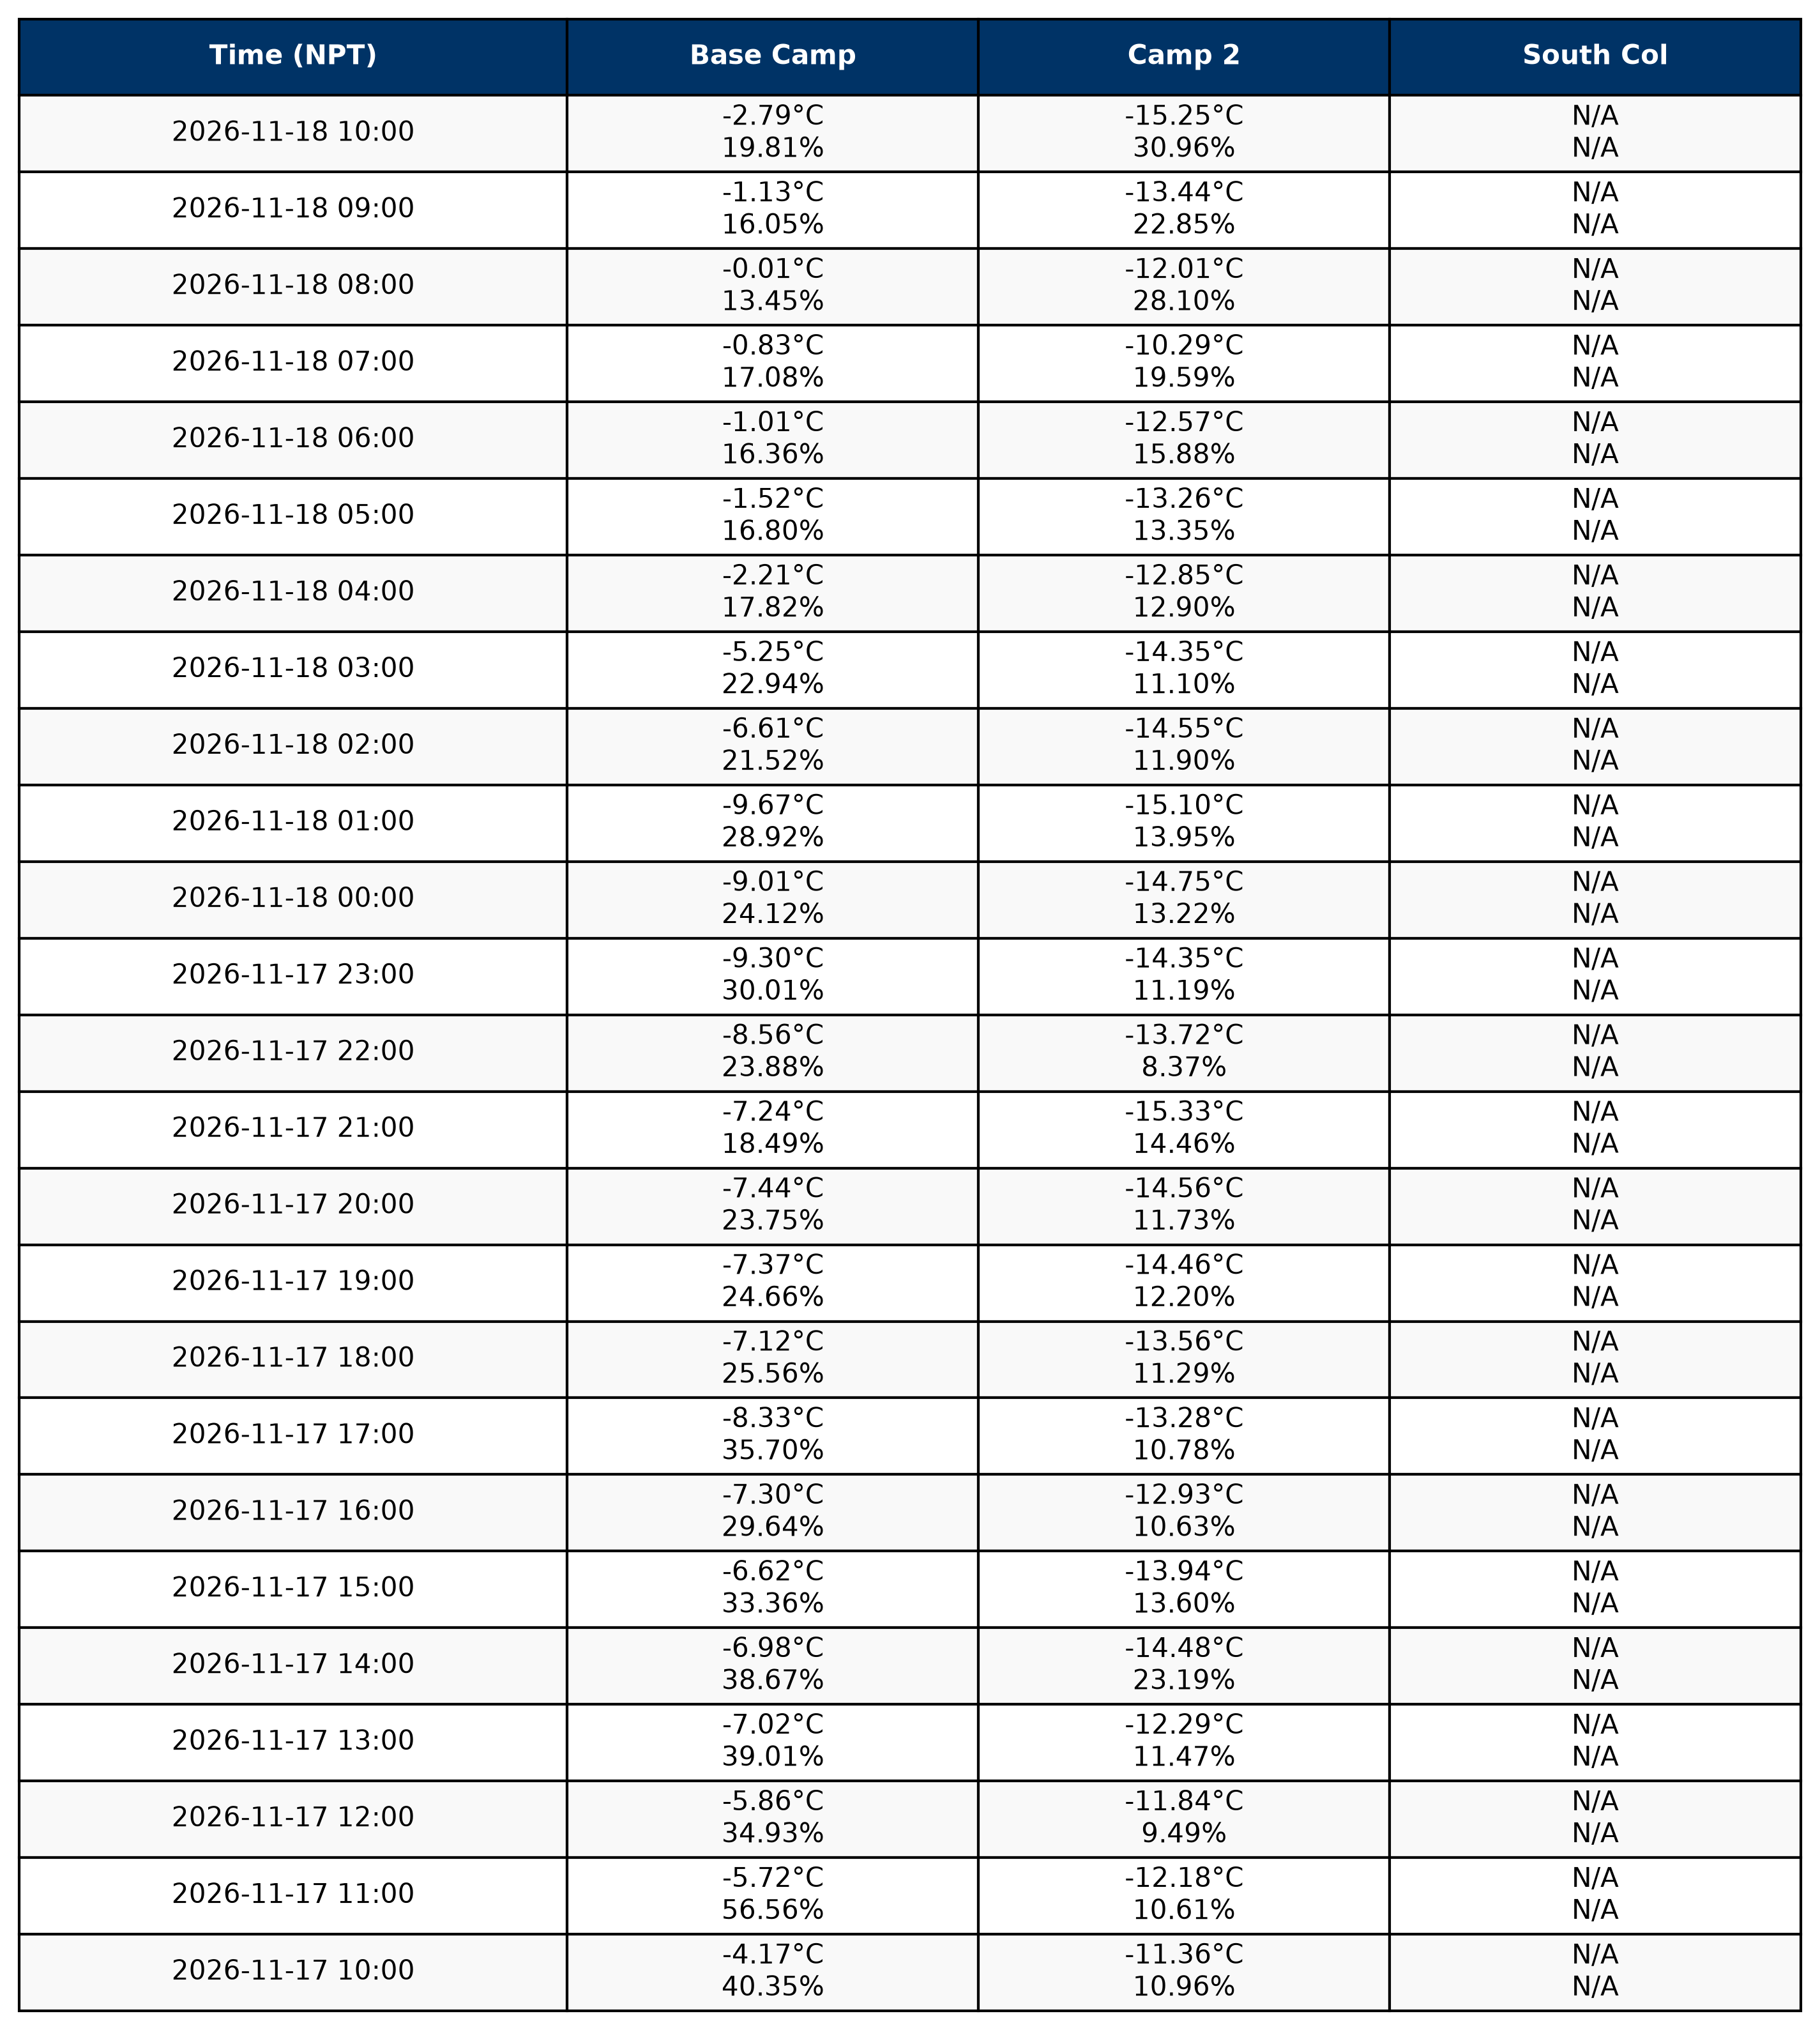 Time (NPT) Base Camp Camp 2 South Col
2026-11-18 10:00 -2.79°C -15.25°C N/A
19.81% 30.96% N/A
2026-11-18 09:00 -1.13°C -13.44°C N/A
16.05% 22.85% N/A
2026-11-18 08:00 -0.01°C -12.01°C N/A
13.45% 28.10% N/A
2026-11-18 07:00 -0.83°C -10.29°C N/A
17.08% 19.59% N/A
2026-11-18 06:00 -1.01°C -12.57°C N/A
16.36% 15.88% N/A
2026-11-18 05:00 -1.52°C -13.26°C N/A
16.80% 13.35% N/A
2026-11-18 04:00 -2.21°C -12.85°C N/A
17.82% 12.90% N/A
2026-11-18 03:00 -5.25°C -14.35°C N/A
22.94% 11.10% N/A
2026-11-18 02:00 -6.61°C -14.55°C N/A
21.52% 11.90% N/A
2026-11-18 01:00 -9.67°C -15.10°C N/A
28.92% 13.95% N/A
2026-11-18 00:00 -9.01°C -14.75°C N/A
24.12% 13.22% N/A
2026-11-17 23:00 -9.30°C -14.35°C N/A
30.01% 11.19% N/A
2026-11-17 22:00 -8.56°C -13.72°C N/A
23.88% 8.37% N/A
2026-11-17 21:00 -7.24°C -15.33°C N/A
18.49% 14.46% N/A
2026-11-17 20:00 -7.44°C -14.56°C N/A
23.75% 11.73% N/A
2026-11-17 19:00 -7.37°C -14.46°C N/A
24.66% 12.20% N/A
2026-11-17 18:00 -7.12°C -13.56°C N/A
25.56% 11.29% N/A
2026-11-17 17:00 -8.33°C -13.28°C N/A
35.70% 10.78% N/A
2026-11-17 16:00 -7.30°C -12.93°C N/A
29.64% 10.63% N/A
2026-11-17 15:00 -6.62°C -13.94°C N/A
33.36% 13.60% N/A
2026-11-17 14:00 -6.98°C -14.48°C N/A
38.67% 23.19% N/A
2026-11-17 13:00 -7.02°C -12.29°C N/A
39.01% 11.47% N/A
2026-11-17 12:00 -5.86°C -11.84°C N/A
34.93% 9.49% N/A
2026-11-17 11:00 -5.72°C -12.18°C N/A
56.56% 10.61% N/A
2026-11-17 10:00 -4.17°C -11.36°C N/A
40.35% 10.96% N/A